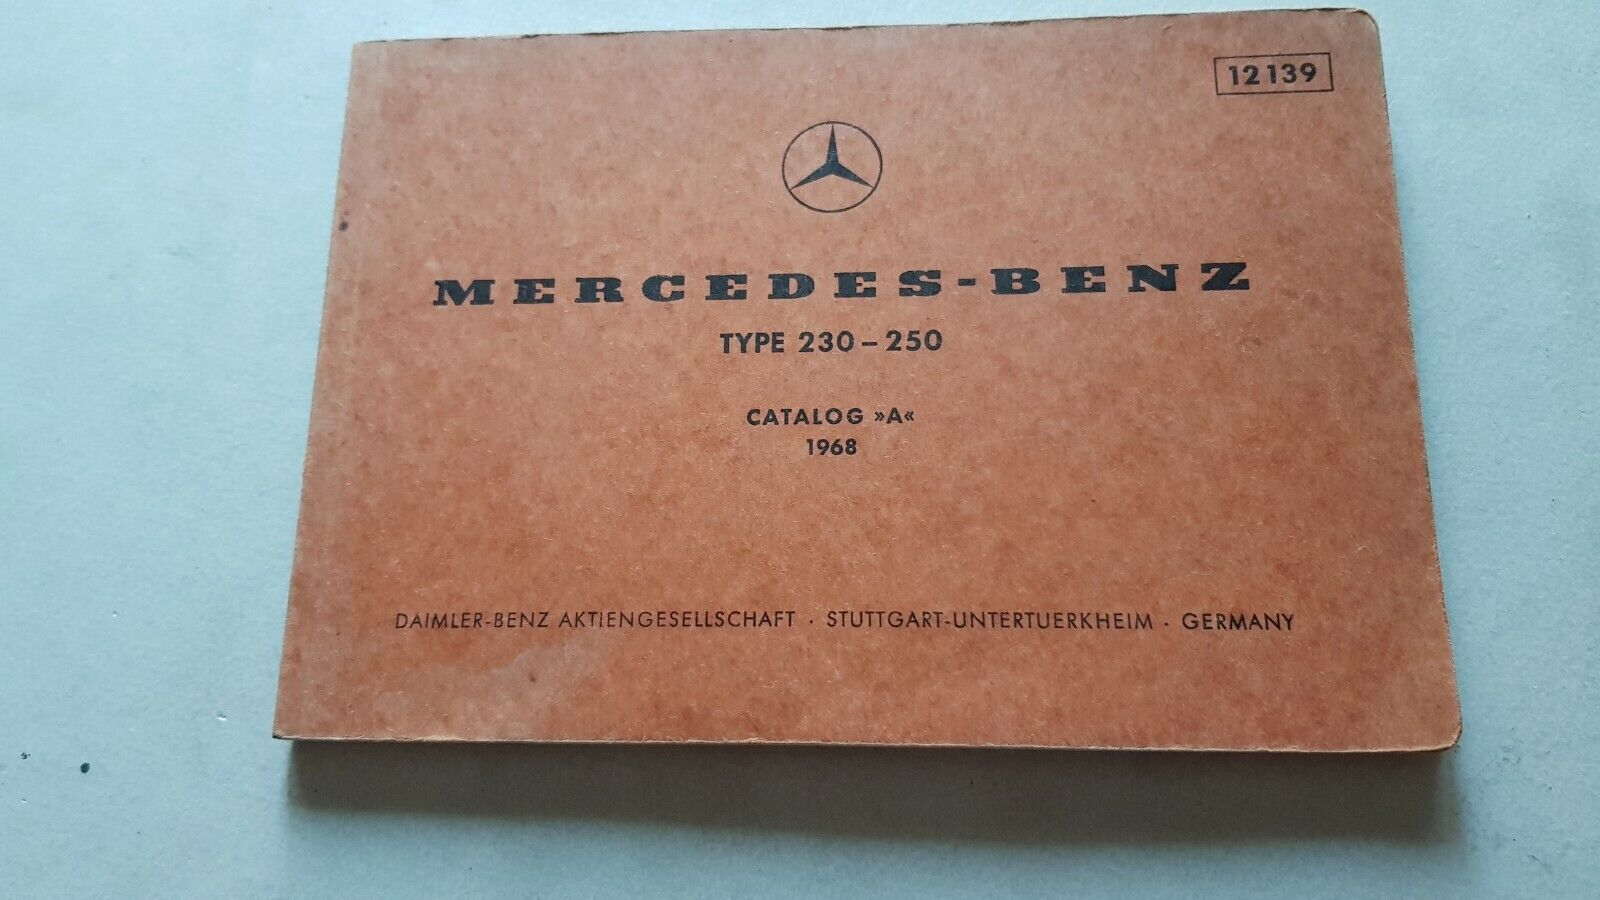 12139
MERCEDES-BENZ
TYPE 230 – 250
CATALOG »A«
1968
DAIMLER-BENZ AKTIENGESELLSCHAFT · STUTTGART-UNTERTUERKHEIM · GERMANY